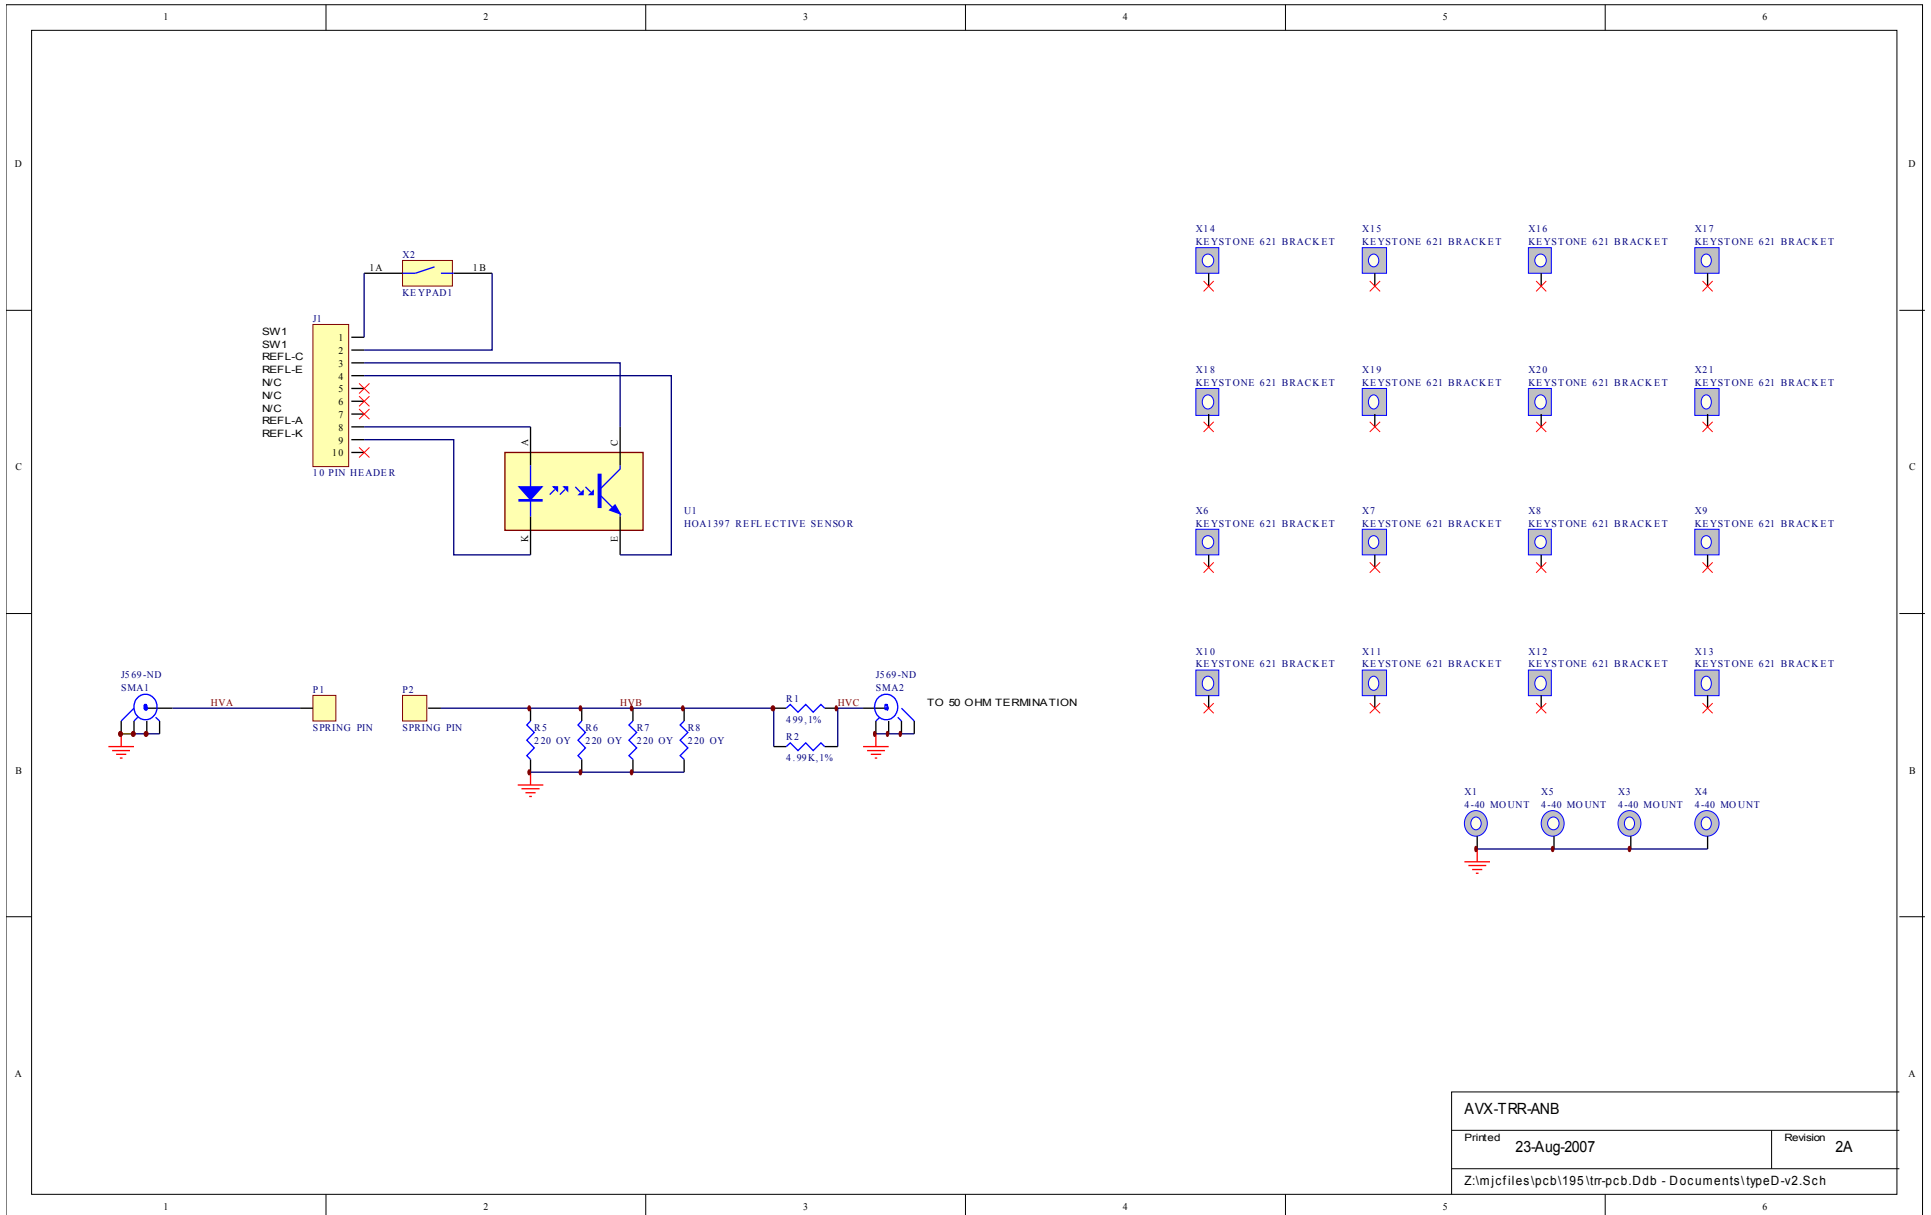 1 2 3 4 5 6
D D
X14 X15 X16 X17
KEYSTONE 621 BRACKET KEYSTONE 621 BRACKET KEYSTONE 621 BRACKET KEYSTONE 621 BRACKET
X2
1A 1B
KEYPAD1
J1
SW1 1
SW1 2
REFL-C 3
REFL-E 4
N/C 5
N/C 6
N/C 7
REFL-A 8
REFL-K 9
10
10 PIN HEADER
A C
K E
U1
HOA1397 REFLECTIVE SENSOR
X18 X19 X20 X21
KEYSTONE 621 BRACKET KEYSTONE 621 BRACKET KEYSTONE 621 BRACKET KEYSTONE 621 BRACKET
C C
X6 X7 X8 X9
KEYSTONE 621 BRACKET KEYSTONE 621 BRACKET KEYSTONE 621 BRACKET KEYSTONE 621 BRACKET
X10 X11 X12 X13
KEYSTONE 621 BRACKET KEYSTONE 621 BRACKET KEYSTONE 621 BRACKET KEYSTONE 621 BRACKET
J569-ND
SMA1
HVA
P1
SPRING PIN
P2
SPRING PIN
HVB
R5
220 OY
R6
220 OY
R7
220 OY
R8
220 OY
R1
499,1%
R2
4.99K,1%
HVC
J569-ND
SMA2
TO 50 OHM TERMINATION
B B
X1 X5 X3 X4
4-40 MOUNT 4-40 MOUNT 4-40 MOUNT 4-40 MOUNT
A A
AVX-TRR-ANB
Printed 23-Aug-2007 Revision 2A
Z:\mjcfiles\pcb\195\trr-pcb.Ddb - Documents\typeD-v2.Sch
1 2 3 4 5 6